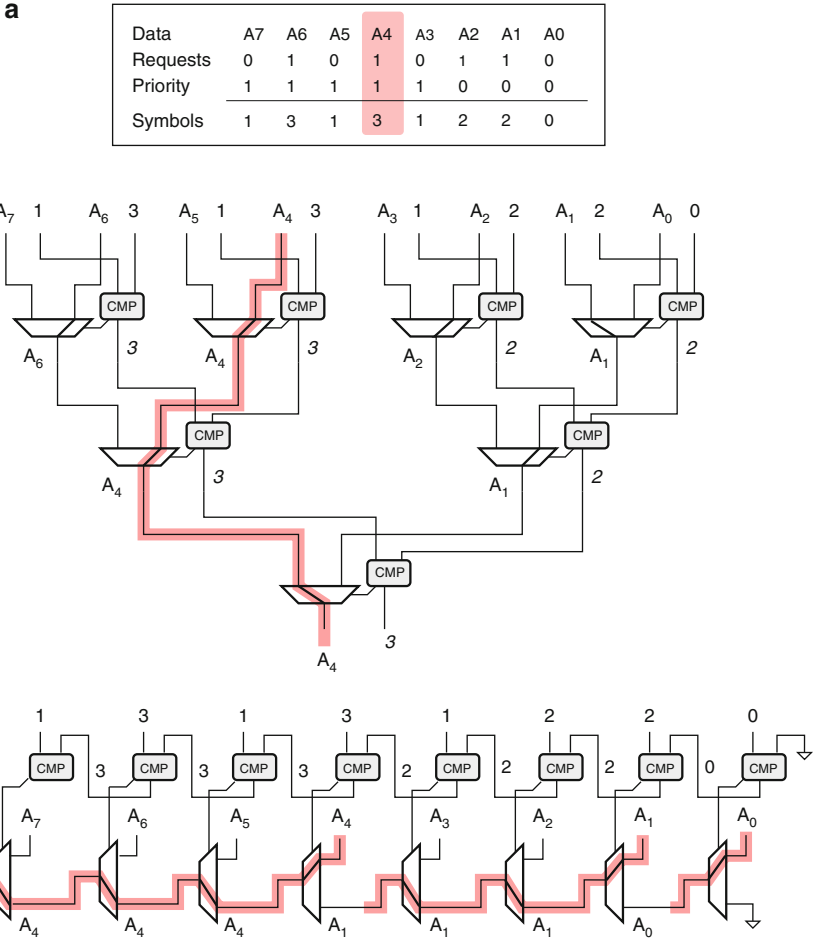 a
Data A7 A6 A5 A4 A3 A2 A1 A0
Requests 0 1 0 1 0 1 1 0
Priority 1 1 1 1 1 0 0 0
Symbols 1 3 1 3 1 2 2 0
A7 1 A6 3 A5 1 A4 3 A3 1 A2 2 A1 2 A0 0
CMP CMP CMP CMP
A6 3 A4 3 A2 2 A1 2
CMP CMP
A4 3 A1 2
CMP
3
A4
1 3 1 3 1 2 2 0
CMP 3 CMP 3 CMP 3 CMP 2 CMP 2 CMP 2 CMP 0 CMP
A7 A6 A5 A4 A3 A2 A1 A0
A4 A4 A4 A1 A1 A1 A0